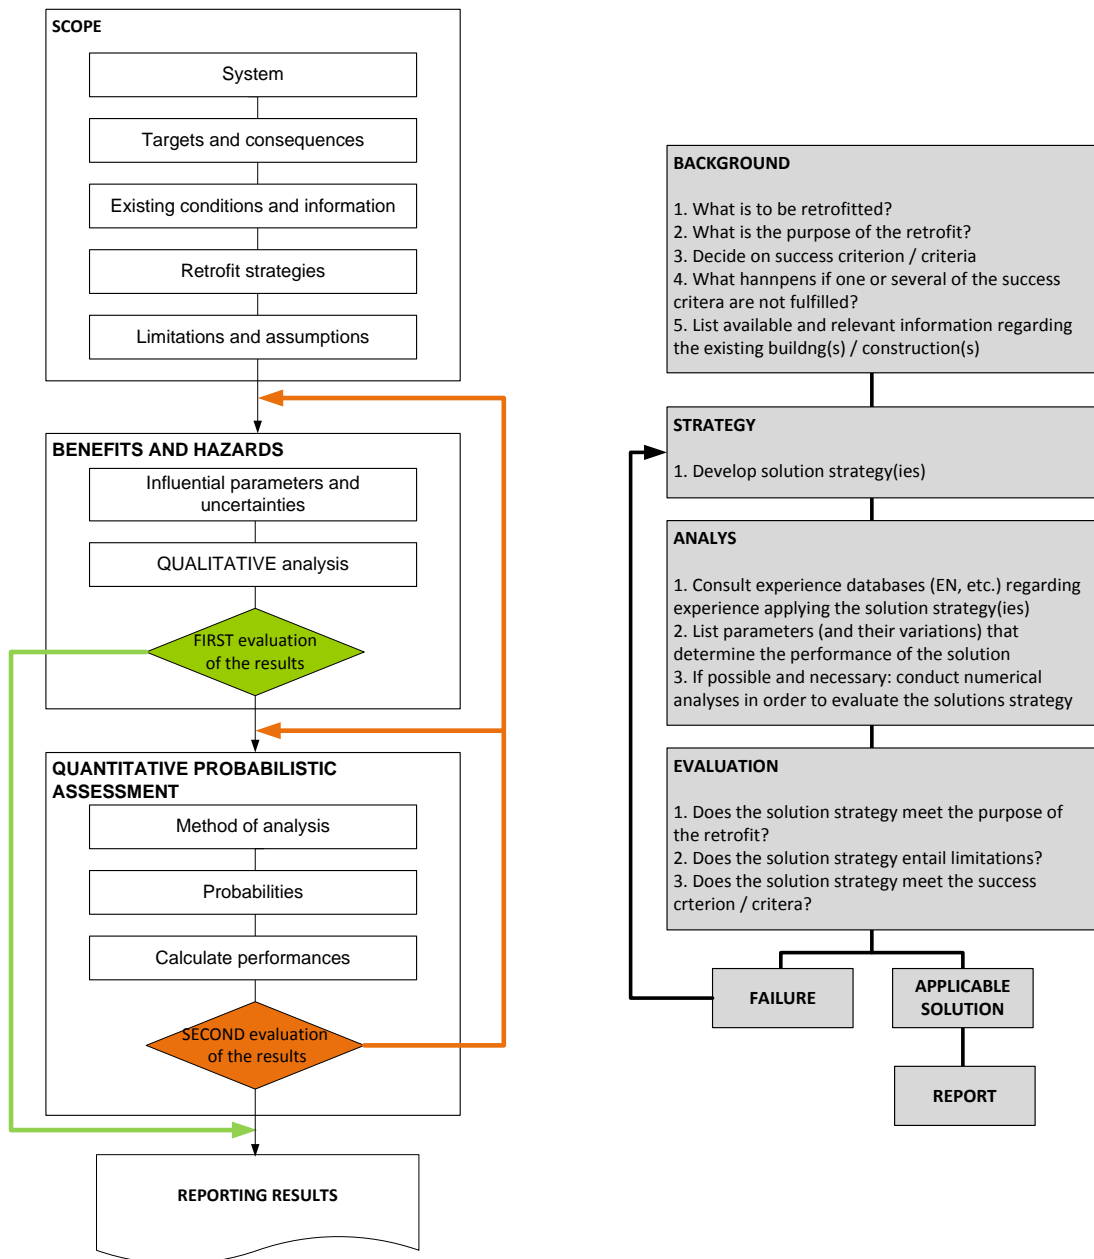 SCOPE
System
Targets and consequences
Existing conditions and information
Retrofit strategies
Limitations and assumptions
BENEFITS AND HAZARDS
Influential parameters and
uncertainties
QUALITATIVE analysis
FIRST evaluation
of the results
QUANTITATIVE PROBABILISTIC
ASSESSMENT
Method of analysis
Probabilities
Calculate performances
SECOND evaluation
of the results
REPORTING RESULTS
BACKGROUND
1. What is to be retrofitted?
2. What is the purpose of the retrofit?
3. Decide on success criterion / criteria
4. What hannpens if one or several of the success
critera are not fulfilled?
5. List available and relevant information regarding
the existing buildng(s) / construction(s)
STRATEGY
1. Develop solution strategy(ies)
ANALYS
1. Consult experience databases (EN, etc.) regarding
experience applying the solution strategy(ies)
2. List parameters (and their variations) that
determine the performance of the solution
3. If possible and necessary: conduct numerical
analyses in order to evaluate the solutions strategy
EVALUATION
1. Does the solution strategy meet the purpose of
the retrofit?
2. Does the solution strategy entail limitations?
3. Does the solution strategy meet the success
crterion / critera?
FAILURE
APPLICABLE
SOLUTION
REPORT